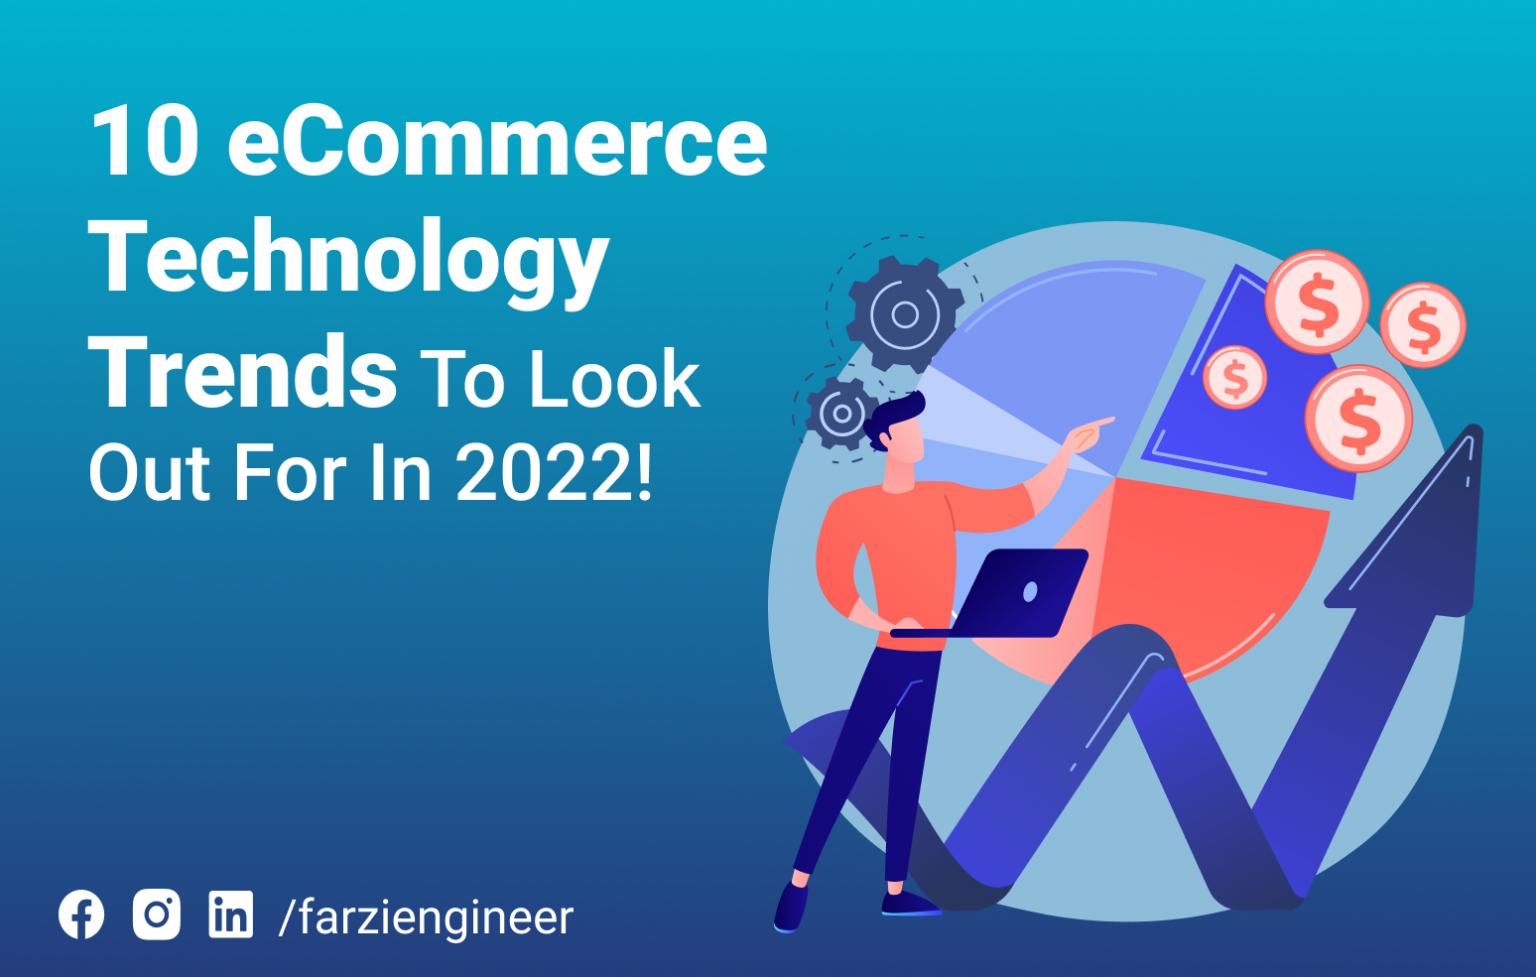 10 eCommerce
Technology
Trends To Look
Out For In 2022!
$
$
$
$
/farziengineer